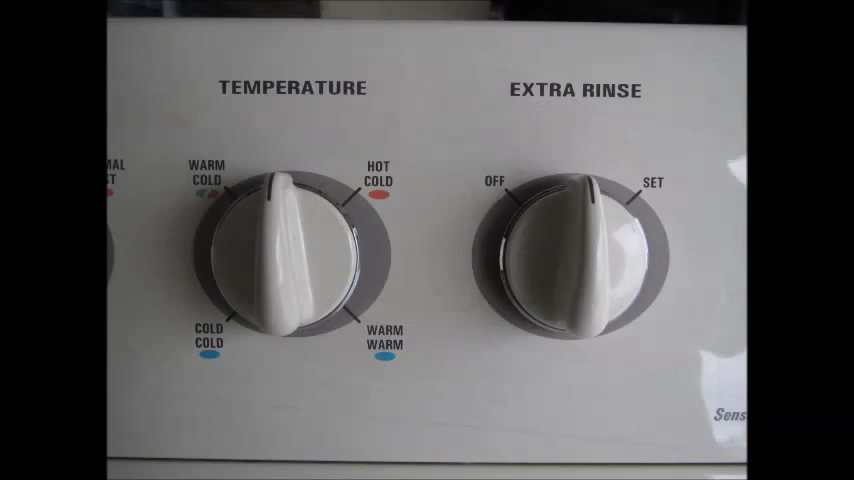 TEMPERATURE
EXTRA RINSE
WARM
COLD
HOT
COLD
OFF
SET
COLD
COLD
WARM
WARM